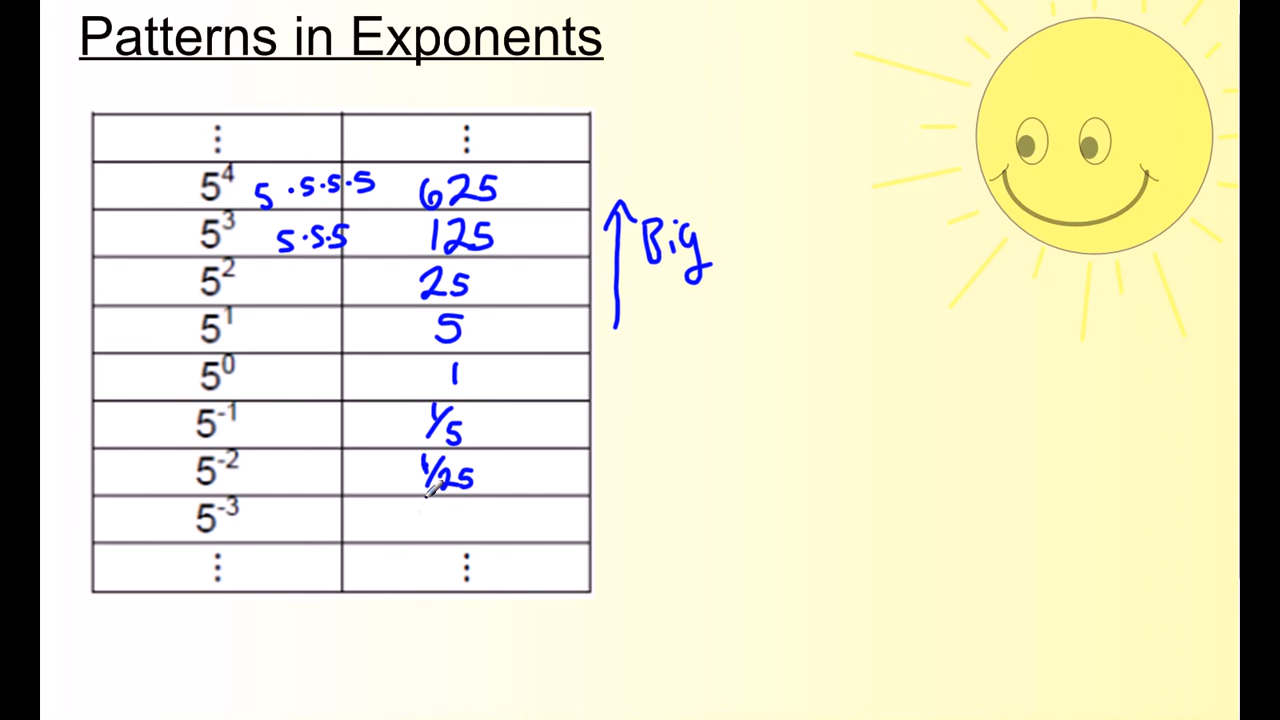 Patterns in Exponents
⋮ ⋮
5⁴ 5·5·5·5 625
5³ 5·5·5 125
5² 25
5¹ 5
5⁰ 1
5⁻¹ 1/5
5⁻² 1/25
5⁻³
⋮ ⋮
Big